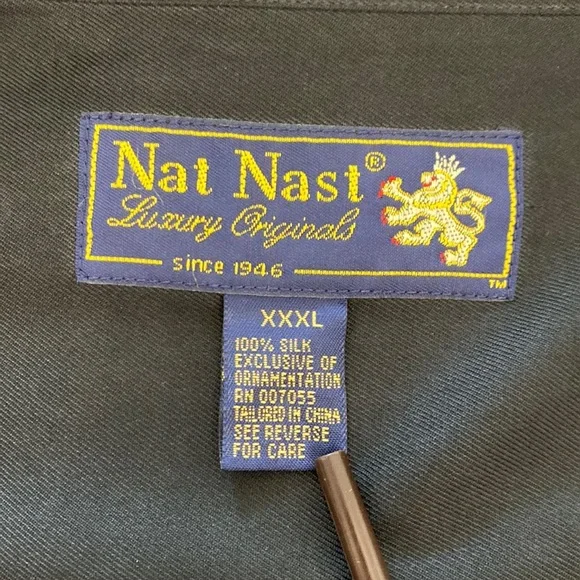 Nat Nast®
Luxury Originals
since 1946
TM
XXXL
100% SILK
EXCLUSIVE OF
ORNAMENTATION
RN 007055
TAILORED IN CHINA
SEE REVERSE
FOR CARE